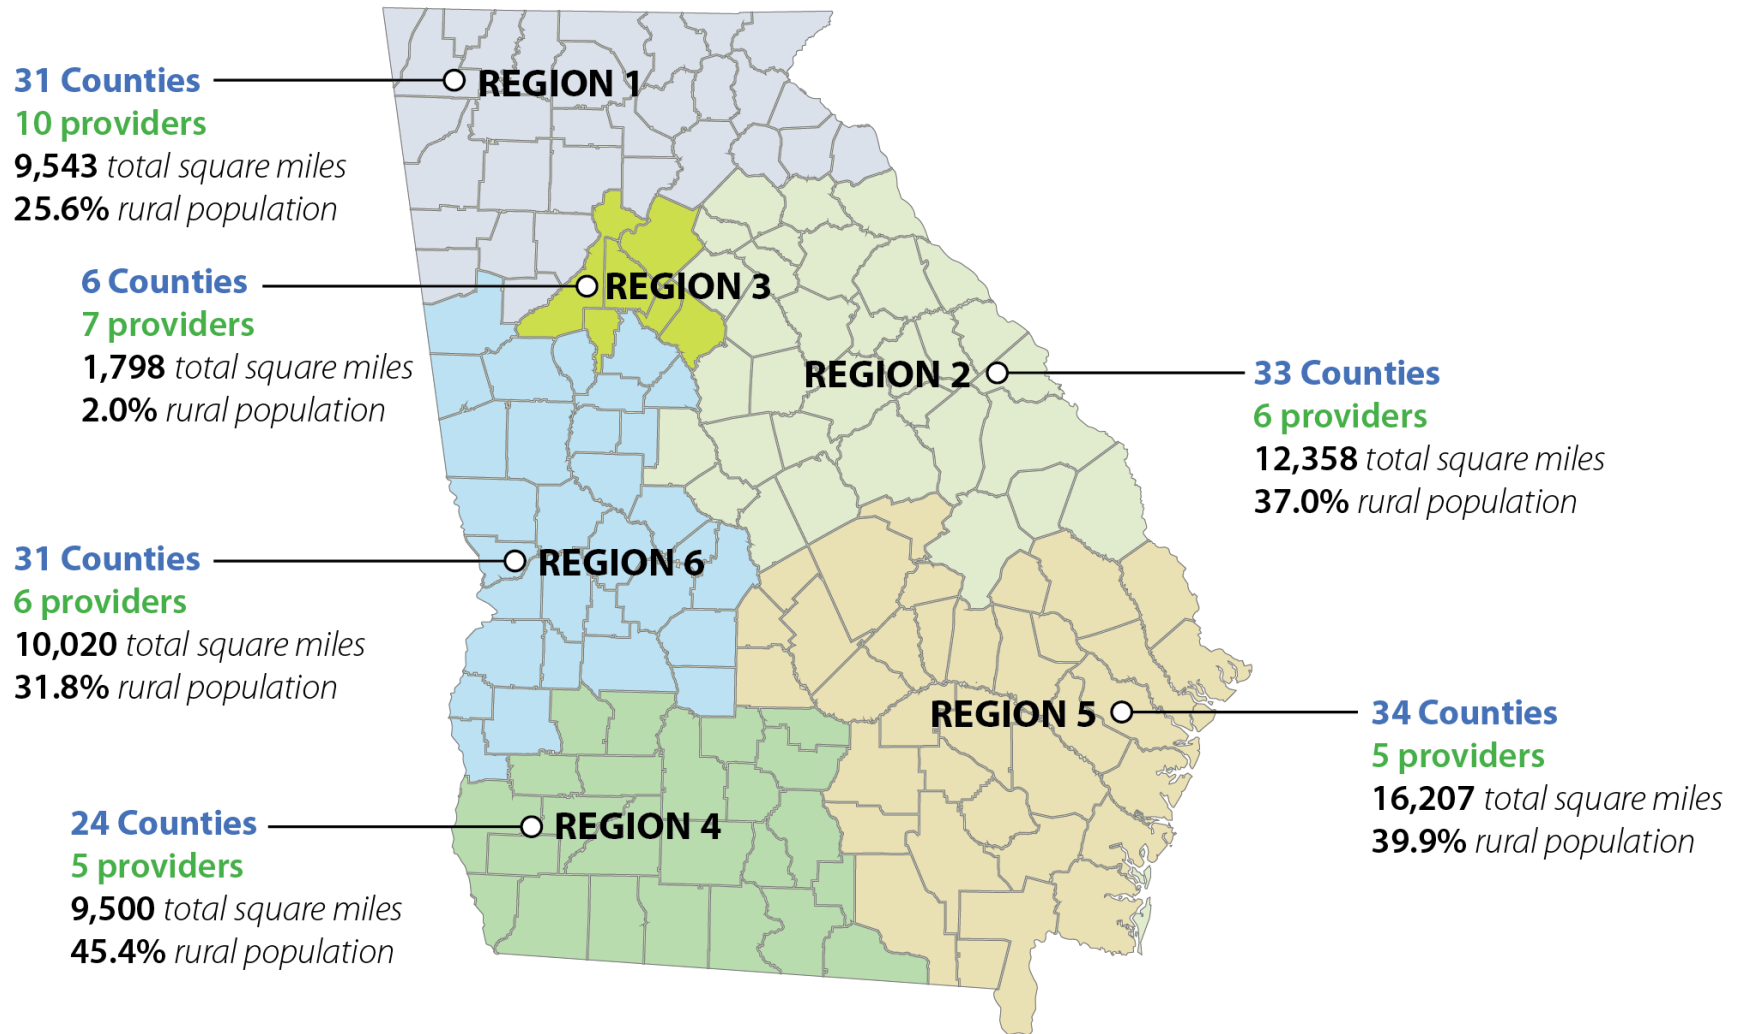 31 Counties
10 providers
9,543 total square miles
25.6% rural population
REGION 1
6 Counties
7 providers
1,798 total square miles
2.0% rural population
REGION 3
REGION 2
33 Counties
6 providers
12,358 total square miles
37.0% rural population
31 Counties
6 providers
10,020 total square miles
31.8% rural population
REGION 6
REGION 5
34 Counties
5 providers
16,207 total square miles
39.9% rural population
24 Counties
5 providers
9,500 total square miles
45.4% rural population
REGION 4